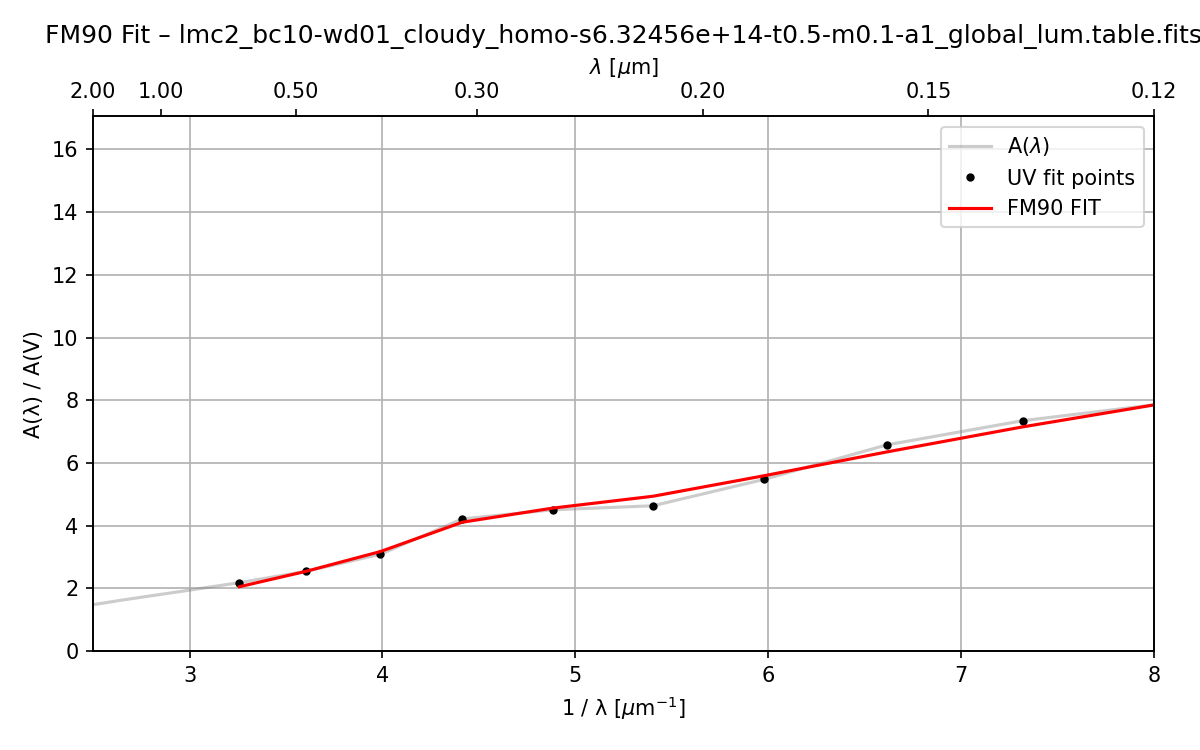 FM90 Fit – lmc2_bc10-wd01_cloudy_homo-s6.32456e+14-t0.5-m0.1-a1_global_lum.table.fits
λ [μm]
2.00 1.00 0.50 0.30 0.20 0.15 0.12
A(λ)
UV fit points
FM90 FIT
16
14
12
10
8
6
4
2
0
A(λ) / A(V)
3 4 5 6 7 8
1 / λ [μm⁻¹]